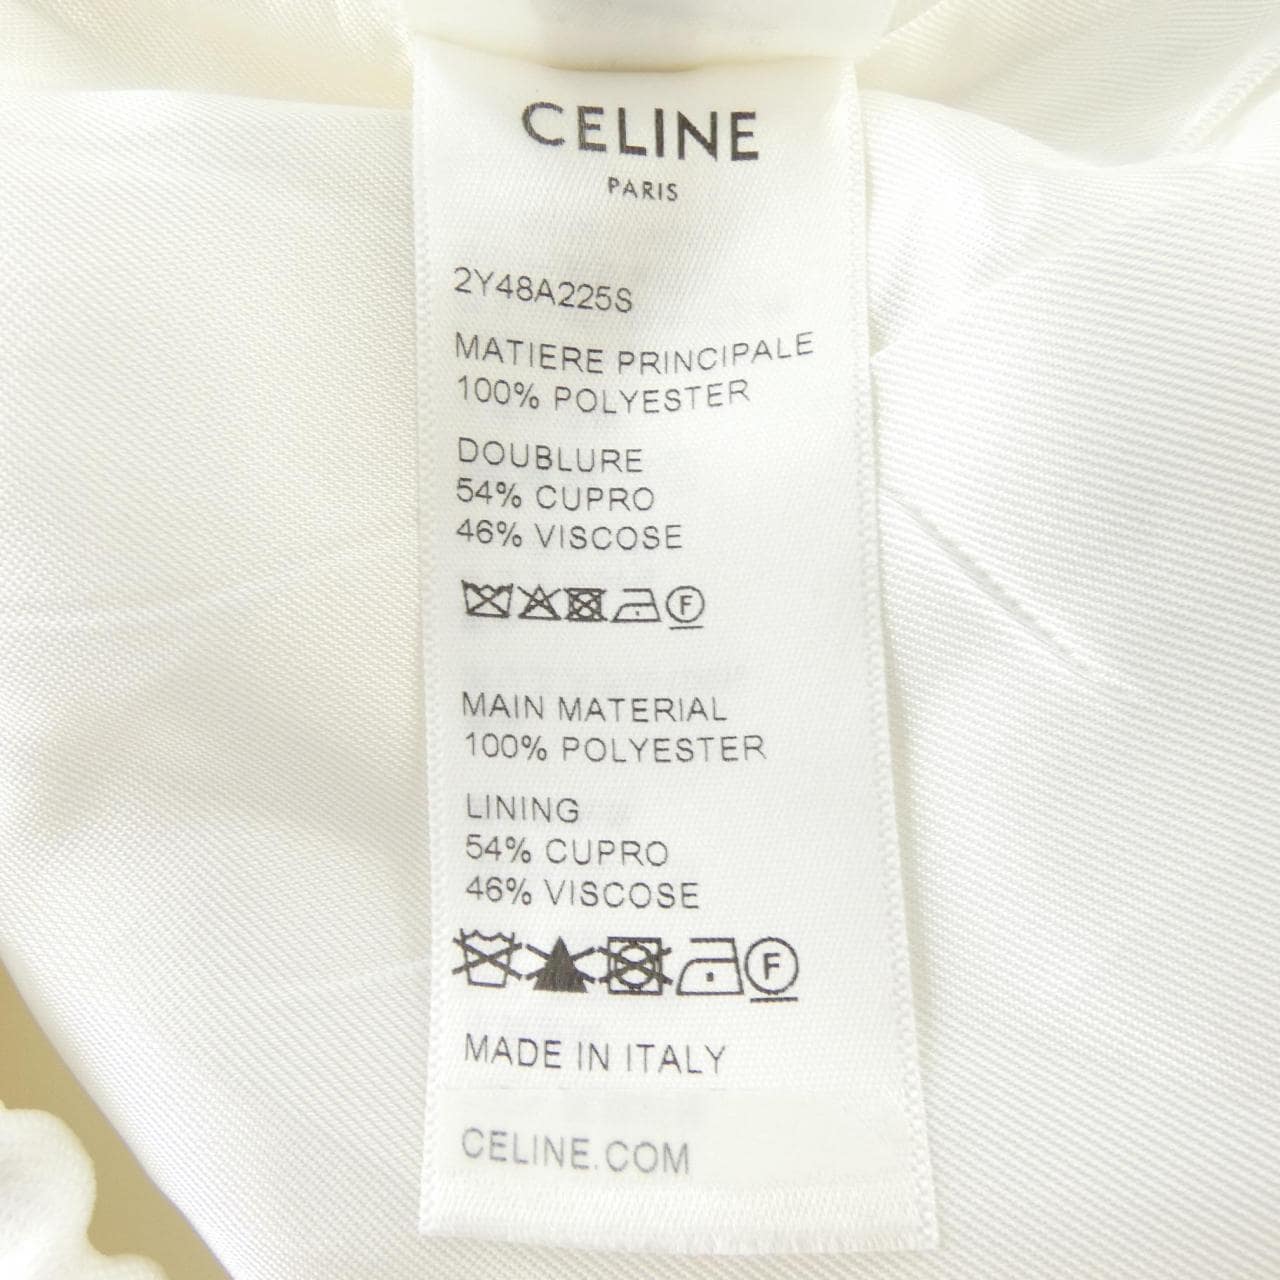 CELINE
PARIS
2Y48A225S
MATIERE PRINCIPALE
100% POLYESTER
DOUBLURE
54% CUPRO
46% VISCOSE
F
MAIN MATERIAL
100% POLYESTER
LINING
54% CUPRO
46% VISCOSE
F
MADE IN ITALY
CELINE.COM